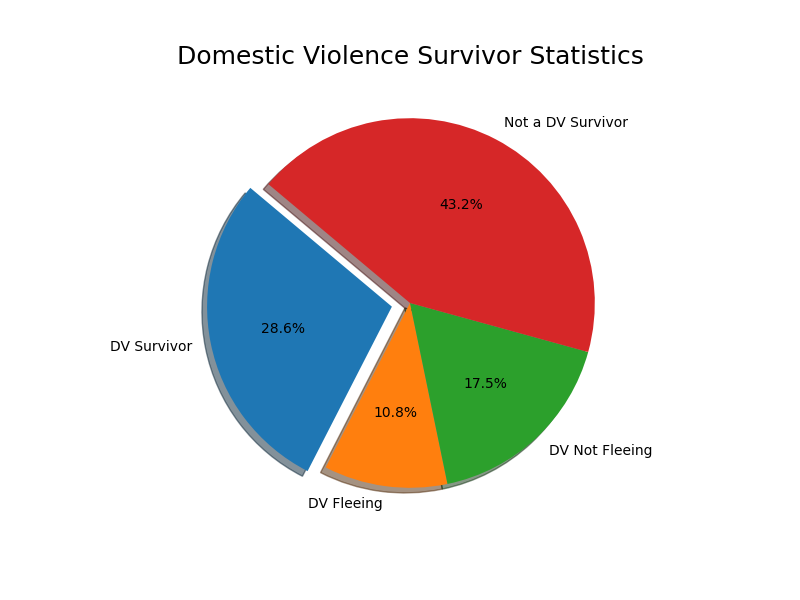 Domestic Violence Survivor Statistics
Not a DV Survivor
43.2%
28.6%
DV Survivor
17.5%
10.8%
DV Not Fleeing
DV Fleeing